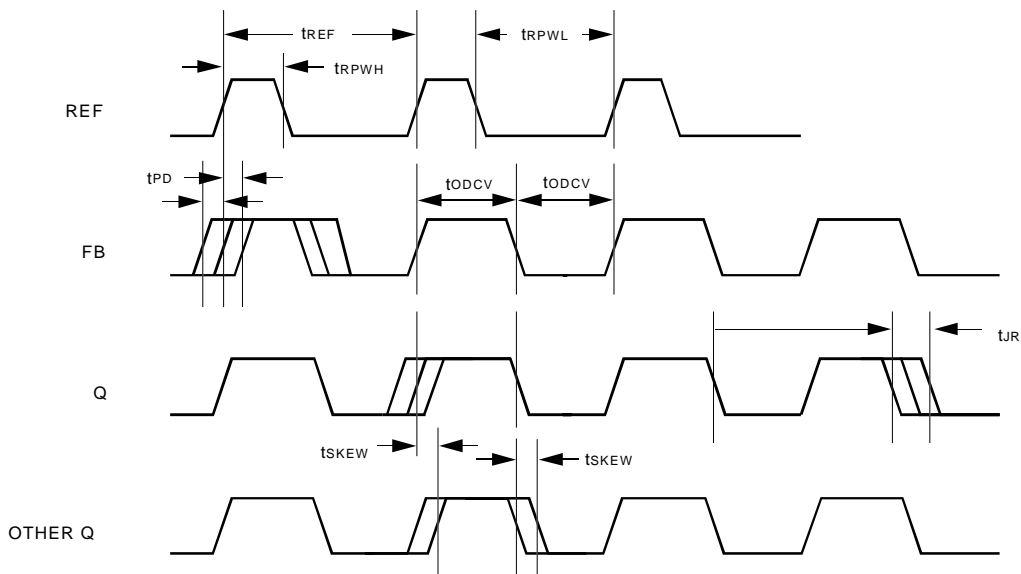 tREF
tRPWL
tRPWH
REF
tPD
tODCV
tODCV
FB
tJR
Q
tSKEW
tSKEW
OTHER Q